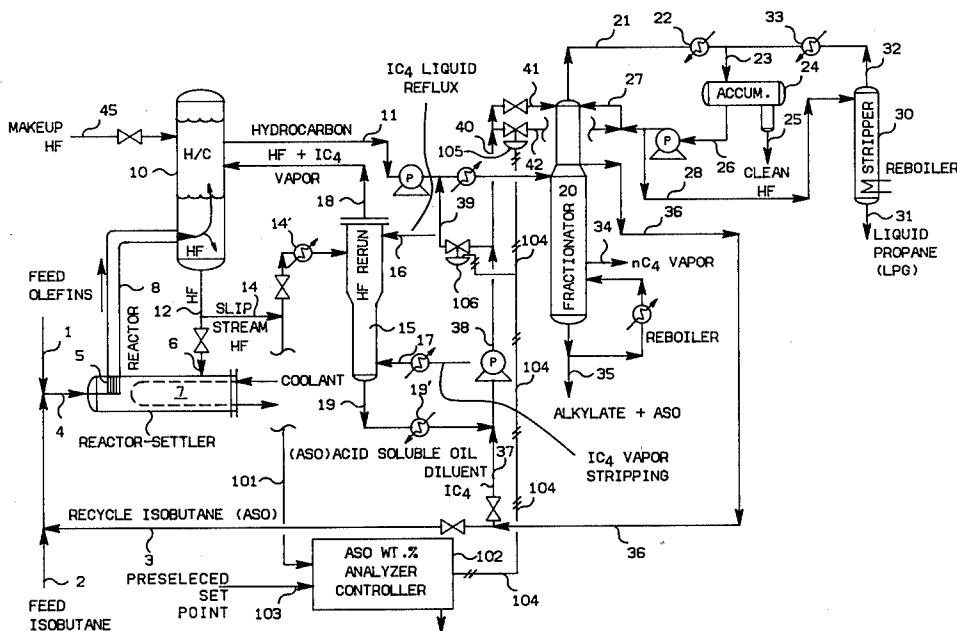 21
22
33
32
23
24
ACCUM.
25
26
CLEAN
HF
27
28
STRIPPER
30
REBOILER
M
31
LIQUID
PROPANE
(LPG)
IC4 LIQUID
REFLUX
41
40
105
42
45
MAKEUP
HF
10
H/C
HYDROCARBON
11
HF + IC4
VAPOR
18
P
P
20
FRACTIONATOR
36
34
nC4 VAPOR
REBOILER
35
ALKYLATE + ASO
39
16
106
104
14'
HF RERUN
15
17
38
P
19
19'
HF
HF
12
14
SLIP
STREAM
HF
8
REACTOR
FEED
OLEFINS
1
5
6
4
7
COOLANT
REACTOR-SETTLER
(ASO)ACID SOLUBLE OIL
DILUENT
IC4
37
IC4 VAPOR
STRIPPING
104
104
101
RECYCLE ISOBUTANE (ASO)
3
36
2
FEED
ISOBUTANE
PRESELECED
SET
POINT
103
ASO WT.%
ANALYZER
CONTROLLER
102
104